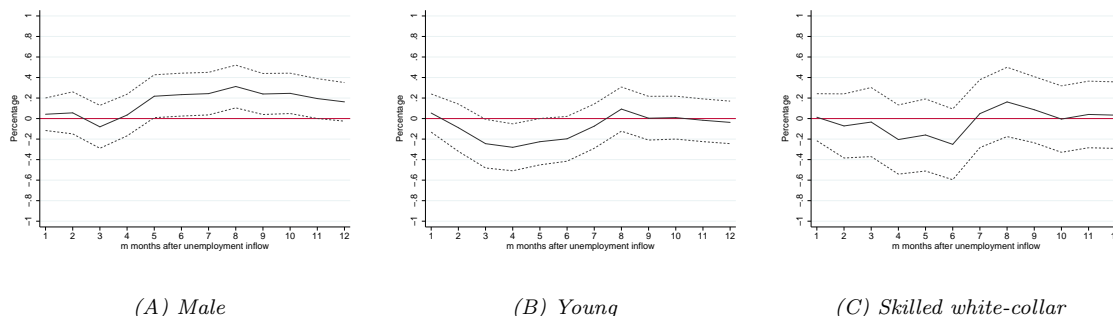 Percentage
1
.8
.6
.4
.2
0
-.2
-.4
-.6
-.8
-1
1 2 3 4 5 6 7 8 9 10 11 12
m months after unemployment inflow
(A) Male
Percentage
1
.8
.6
.4
.2
0
-.2
-.4
-.6
-.8
-1
1 2 3 4 5 6 7 8 9 10 11 12
m months after unemployment inflow
(B) Young
Percentage
1
.8
.6
.4
.2
0
-.2
-.4
-.6
-.8
-1
1 2 3 4 5 6 7 8 9 10 11
m months after unemployment inflow
(C) Skilled white-collar